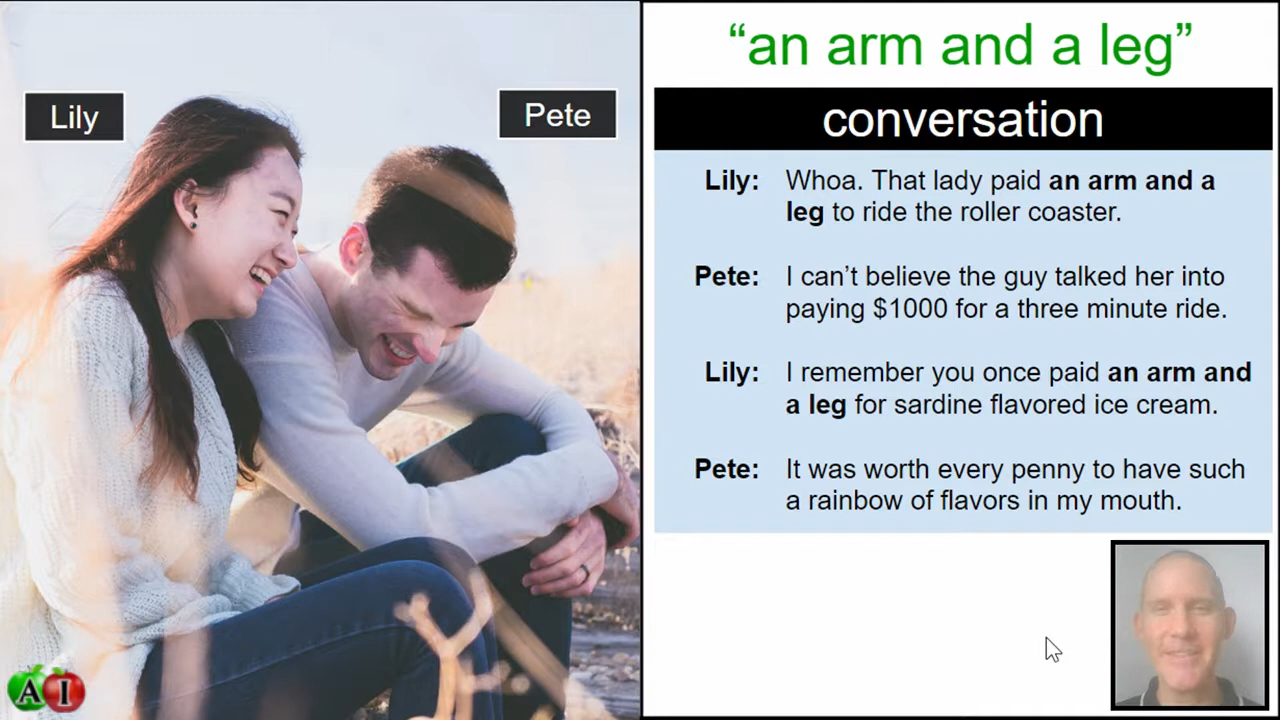 Lily
Pete
“an arm and a leg”
conversation
Lily: Whoa. That lady paid an arm and a
leg to ride the roller coaster.
Pete: I can’t believe the guy talked her into
paying $1000 for a three minute ride.
Lily: I remember you once paid an arm and
a leg for sardine flavored ice cream.
Pete: It was worth every penny to have such
a rainbow of flavors in my mouth.
A I